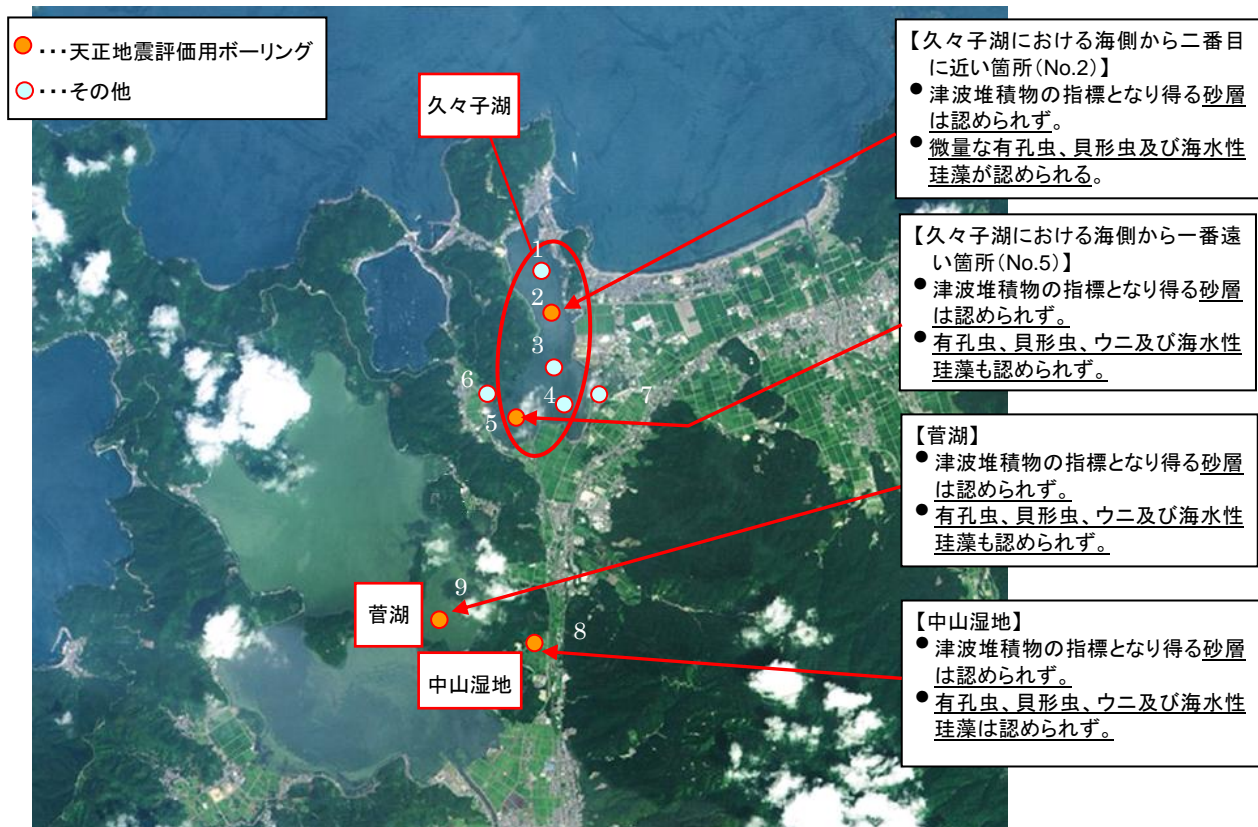 ●・・・天正地震評価用ボーリング
○・・・その他
久々子湖
1
2
3
4
5
6
7
8
9
菅湖
中山湿地
【久々子湖における海側から二番目
に近い箇所(No.2)】
● 津波堆積物の指標となり得る砂層
は認められず。
● 微量な有孔虫、貝形虫及び海水性
珪藻が認められる。
【久々子湖における海側から一番遠
い箇所(No.5)】
● 津波堆積物の指標となり得る砂層
は認められず。
● 有孔虫、貝形虫、ウニ及び海水性
珪藻も認められず。
【菅湖】
● 津波堆積物の指標となり得る砂層
は認められず。
● 有孔虫、貝形虫、ウニ及び海水性
珪藻も認められず。
【中山湿地】
● 津波堆積物の指標となり得る砂層
は認められず。
● 有孔虫、貝形虫、ウニ及び海水性
珪藻は認められず。